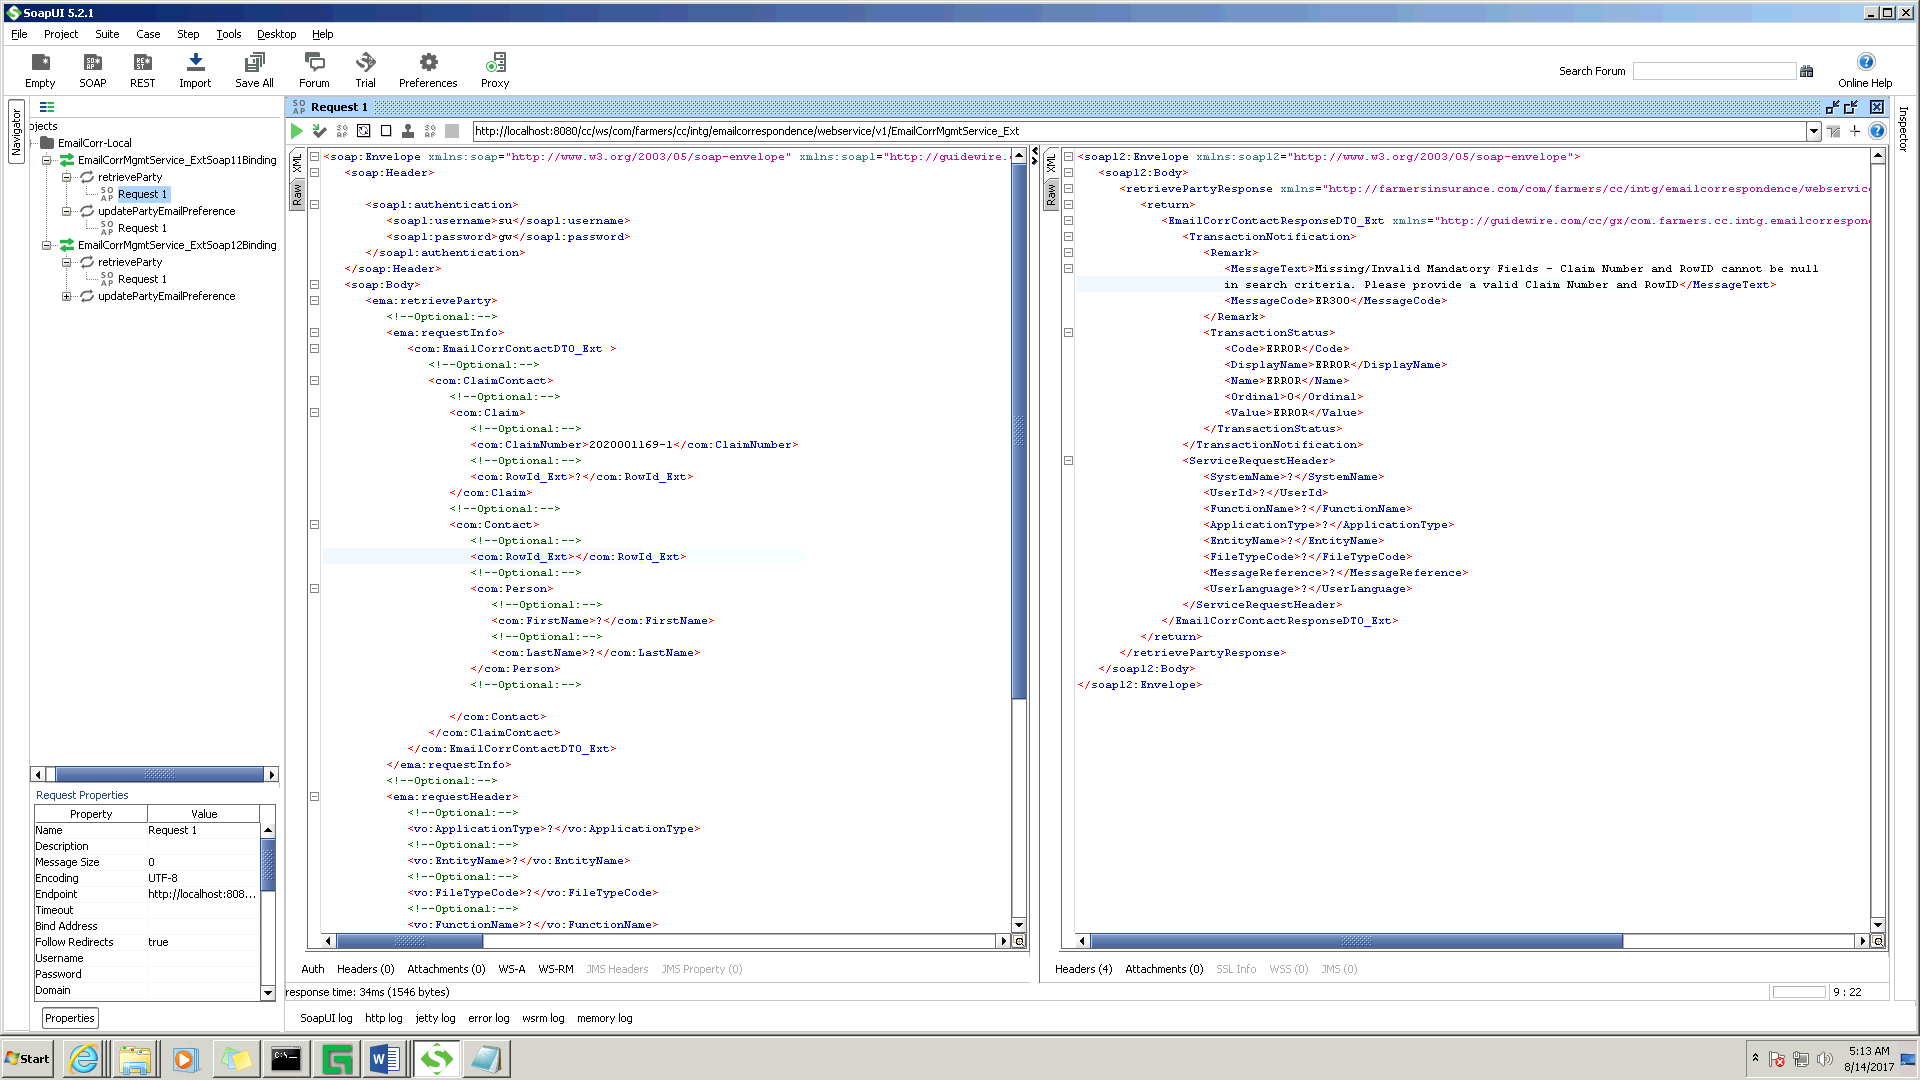 SoapUI 5.2.1
File Project Suite Case Step Tools Desktop Help
Empty SOAP REST Import Save All Forum Trial Preferences Proxy
Search Forum
Online Help
Navigator
ojects
EmailCorr-Local
EmailCorrMgmtService_ExtSoap11Binding
retrieveParty
Request 1
updatePartyEmailPreference
Request 1
EmailCorrMgmtService_ExtSoap12Binding
retrieveParty
Request 1
updatePartyEmailPreference
Request Properties
Property Value
Name Request 1
Description
Message Size 0
Encoding UTF-8
Endpoint http://localhost:808...
Timeout
Bind Address
Follow Redirects true
Username
Password
Domain
Properties
Request 1
http://localhost:8080/cc/ws/com/farmers/cc/intg/emailcorrespondence/webservice/v1/EmailCorrMgmtService_Ext
Inspector
XML
Raw
<soap:Envelope xmlns:soap="http://www.w3.org/2003/05/soap-envelope" xmlns:soapl="http://guidewire.
<soap:Header>
<soapl:authentication>
<soapl:username>su</soapl:username>
<soapl:password>gw</soapl:password>
</soapl:authentication>
</soap:Header>
<soap:Body>
<ema:retrieveParty>
<!--Optional:-->
<ema:requestInfo>
<com:EmailCorrContactDTO_Ext >
<!--Optional:-->
<com:ClaimContact>
<!--Optional:-->
<com:Claim>
<!--Optional:-->
<com:ClaimNumber>2020001169-1</com:ClaimNumber>
<!--Optional:-->
<com:RowId_Ext>?</com:RowId_Ext>
</com:Claim>
<!--Optional:-->
<com:Contact>
<!--Optional:-->
<com:RowId_Ext></com:RowId_Ext>
<!--Optional:-->
<com:Person>
<!--Optional:-->
<com:FirstName>?</com:FirstName>
<!--Optional:-->
<com:LastName>?</com:LastName>
</com:Person>
<!--Optional:-->
</com:Contact>
</com:ClaimContact>
</com:EmailCorrContactDTO_Ext>
</ema:requestInfo>
<!--Optional:-->
<ema:requestHeader>
<!--Optional:-->
<vo:ApplicationType>?</vo:ApplicationType>
<!--Optional:-->
<vo:EntityName>?</vo:EntityName>
<!--Optional:-->
<vo:FileTypeCode>?</vo:FileTypeCode>
<!--Optional:-->
<vo:FunctionName>?</vo:FunctionName>
Auth Headers (0) Attachments (0) WS-A WS-RM JMS Headers JMS Property (0)
XML
Raw
<soap12:Envelope xmlns:soap12="http://www.w3.org/2003/05/soap-envelope">
<soap12:Body>
<retrievePartyResponse xmlns="http://farmersinsurance.com/com/farmers/cc/intg/emailcorrespondence/webservic
<return>
<EmailCorrContactResponseDTO_Ext xmlns="http://guidewire.com/cc/gx/com.farmers.cc.intg.emailcorrespon
<TransactionNotification>
<Remark>
<MessageText>Missing/Invalid Mandatory Fields - Claim Number and RowID cannot be null
in search criteria. Please provide a valid Claim Number and RowID</MessageText>
<MessageCode>ER300</MessageCode>
</Remark>
<TransactionStatus>
<Code>ERROR</Code>
<DisplayName>ERROR</DisplayName>
<Name>ERROR</Name>
<Ordinal>0</Ordinal>
<Value>ERROR</Value>
</TransactionStatus>
</TransactionNotification>
<ServiceRequestHeader>
<SystemName>?</SystemName>
<UserId>?</UserId>
<FunctionName>?</FunctionName>
<ApplicationType>?</ApplicationType>
<EntityName>?</EntityName>
<FileTypeCode>?</FileTypeCode>
<MessageReference>?</MessageReference>
<UserLanguage>?</UserLanguage>
</ServiceRequestHeader>
</EmailCorrContactResponseDTO_Ext>
</return>
</retrievePartyResponse>
</soap12:Body>
</soap12:Envelope>
Headers (4) Attachments (0) SSL Info WSS (0) JMS (0)
response time: 34ms (1546 bytes)
9 : 22
SoapUI log http log jetty log error log wsrm log memory log
Start
5:13 AM
8/14/2017